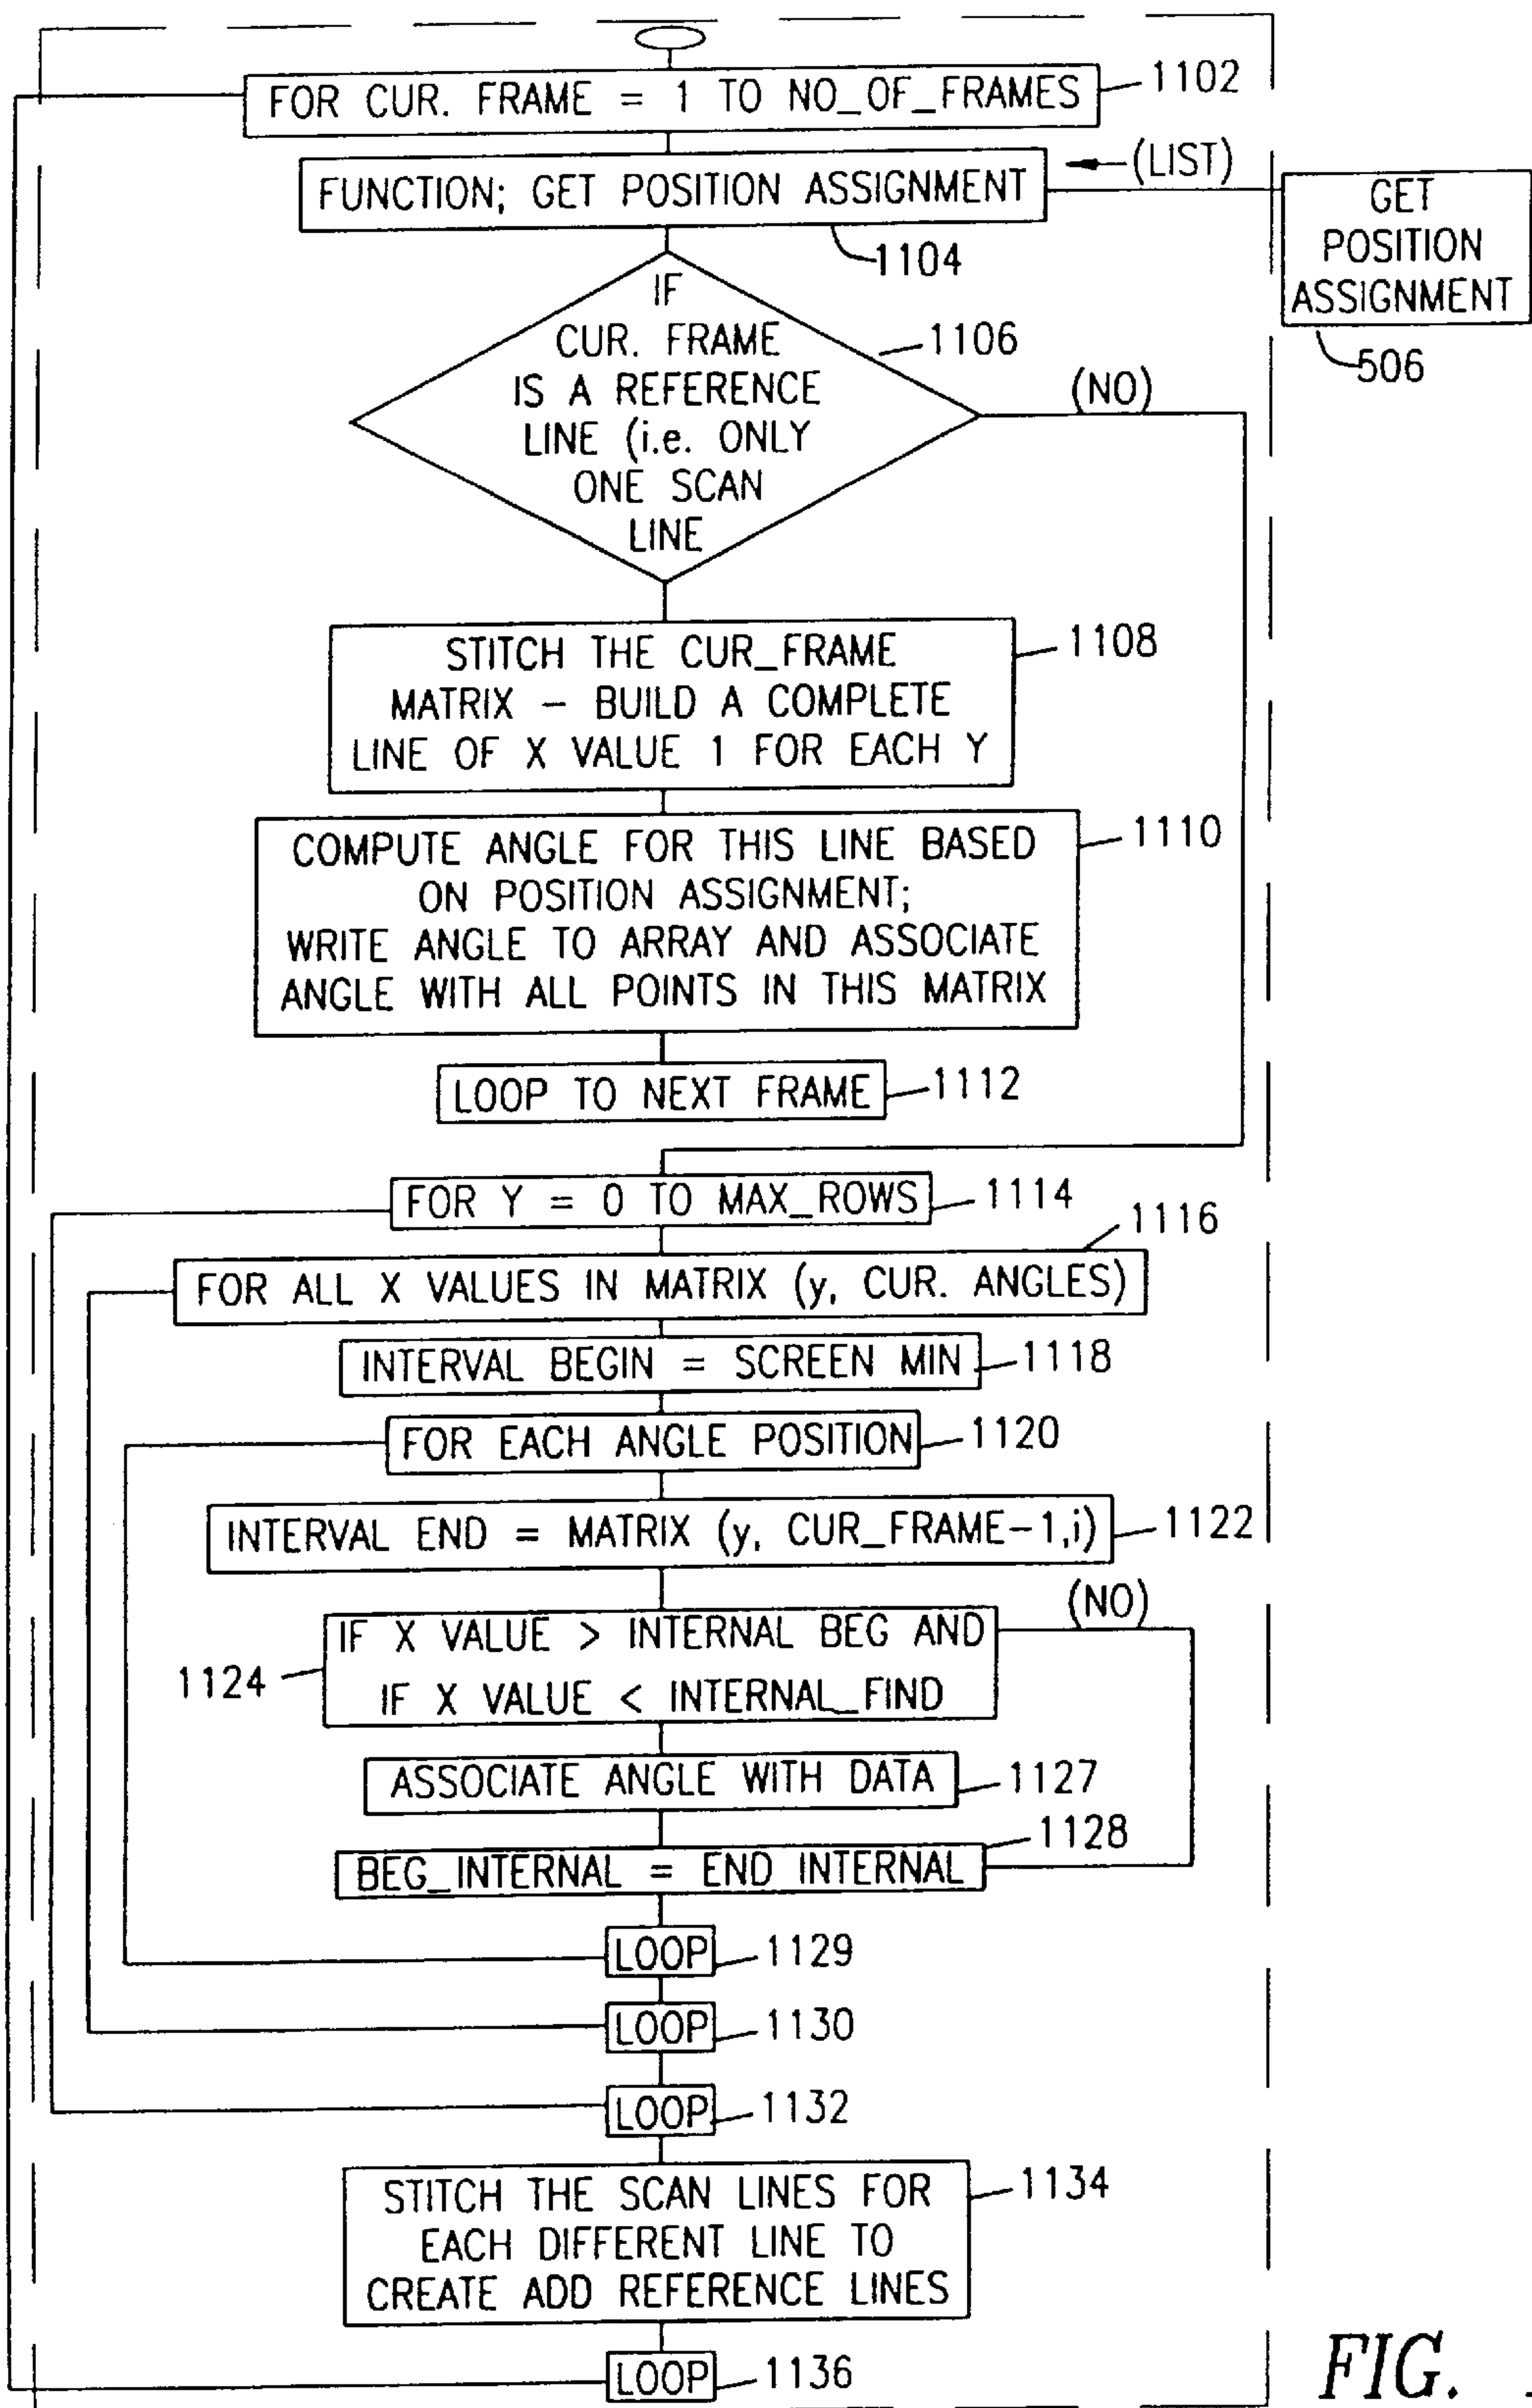 FOR CUR. FRAME = 1 TO NO_OF_FRAMES
1102
FUNCTION; GET POSITION ASSIGNMENT
(LIST)
1104
GET
POSITION
ASSIGNMENT
506
IF
CUR. FRAME
IS A REFERENCE
LINE (i.e. ONLY
ONE SCAN
LINE
1106
(NO)
STITCH THE CUR_FRAME
MATRIX – BUILD A COMPLETE
LINE OF X VALUE 1 FOR EACH Y
1108
COMPUTE ANGLE FOR THIS LINE BASED
ON POSITION ASSIGNMENT;
WRITE ANGLE TO ARRAY AND ASSOCIATE
ANGLE WITH ALL POINTS IN THIS MATRIX
1110
LOOP TO NEXT FRAME
1112
FOR Y = 0 TO MAX_ROWS
1114
1116
FOR ALL X VALUES IN MATRIX (y, CUR. ANGLES)
INTERVAL BEGIN = SCREEN MIN
1118
FOR EACH ANGLE POSITION
1120
INTERVAL END = MATRIX (y, CUR_FRAME-1,i)
1122
(NO)
IF X VALUE > INTERNAL BEG AND
IF X VALUE < INTERNAL_FIND
1124
ASSOCIATE ANGLE WITH DATA
1127
1128
BEG_INTERNAL = END INTERNAL
LOOP
1129
LOOP
1130
LOOP
1132
STITCH THE SCAN LINES FOR
EACH DIFFERENT LINE TO
CREATE ADD REFERENCE LINES
1134
LOOP
1136
FIG.